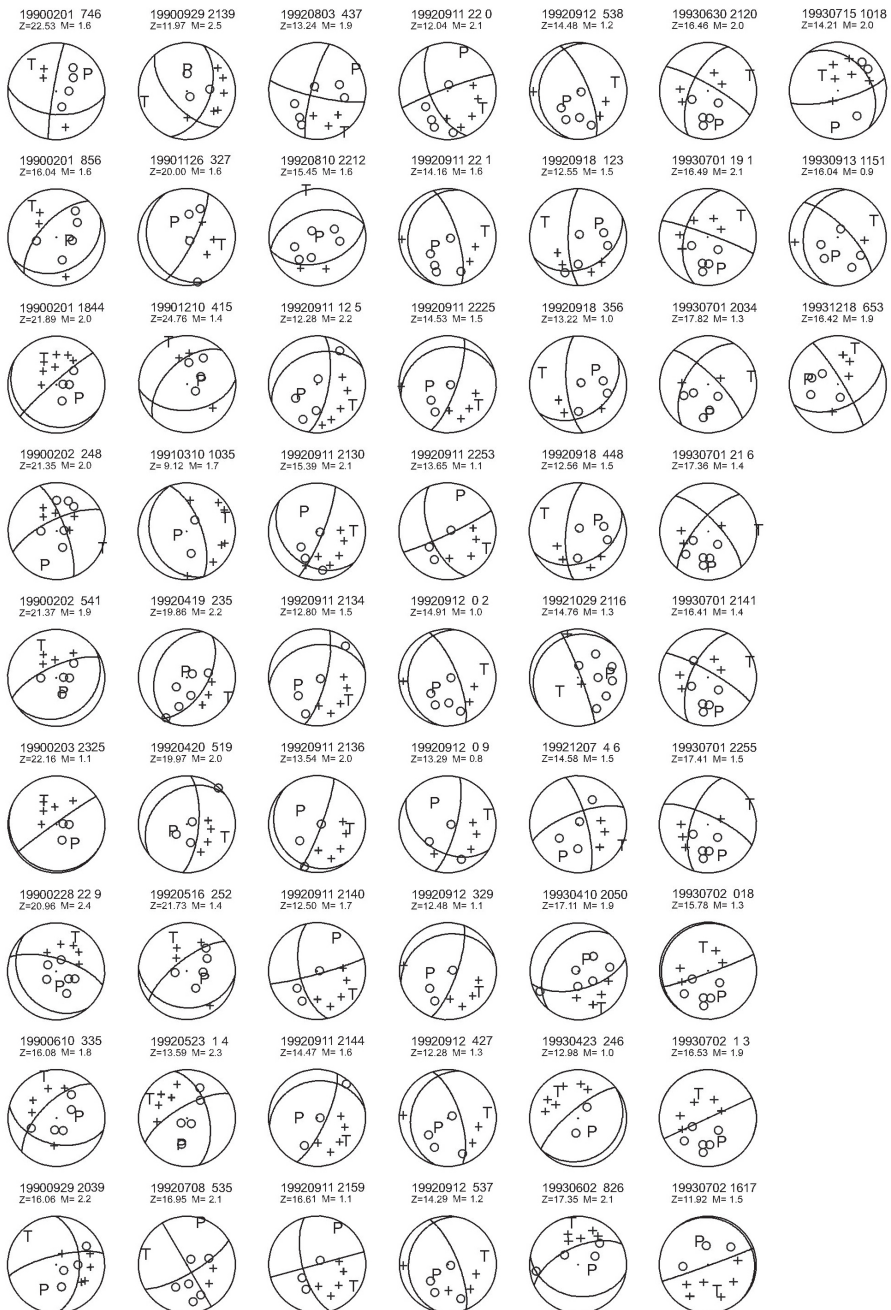 19900201 746
Z=22.53 M= 1.6
T
P
19900201 856
Z=16.04 M= 1.6
T
P
19900201 1844
Z=21.89 M= 2.0
T
P
19900202 248
Z=21.35 M= 2.0
T
P
19900202 541
Z=21.37 M= 1.9
T
P
19900203 2325
Z=22.16 M= 1.1
T
P
19900228 22 9
Z=20.96 M= 2.4
T
P
19900610 335
Z=16.08 M= 1.8
T
P
19900929 2039
Z=16.06 M= 2.2
T
P
19900929 2139
Z=11.97 M= 2.5
P
T
19901126 327
Z=20.00 M= 1.6
P
T
19901210 415
Z=24.76 M= 1.4
T
P
19910310 1035
Z= 9.12 M= 1.7
T
P
19920419 235
Z=19.86 M= 2.2
P
T
19920420 519
Z=19.97 M= 2.0
P
T
19920516 252
Z=21.73 M= 1.4
T
P
19920523 1 4
Z=13.59 M= 2.3
T
P
19920708 535
Z=16.95 M= 2.1
P
T
19920803 437
Z=13.24 M= 1.9
P
T
19920810 2212
Z=15.45 M= 1.6
T
P
19920911 12 5
Z=12.28 M= 2.2
P
T
19920911 2130
Z=15.39 M= 2.1
P
T
19920911 2134
Z=12.80 M= 1.5
P
T
19920911 2136
Z=13.54 M= 2.0
P
T
19920911 2140
Z=12.50 M= 1.7
P
T
19920911 2144
Z=14.47 M= 1.6
P
T
19920911 2159
Z=16.61 M= 1.1
P
T
19920911 22 0
Z=12.04 M= 2.1
P
T
19920911 22 1
Z=14.16 M= 1.6
T
P
19920911 2225
Z=14.53 M= 1.5
P
T
19920911 2253
Z=13.65 M= 1.1
P
T
19920912 0 2
Z=14.91 M= 1.0
T
P
19920912 0 9
Z=13.29 M= 0.8
P
T
19920912 329
Z=12.48 M= 1.1
P
T
19920912 427
Z=12.28 M= 1.3
T
P
19920912 537
Z=14.29 M= 1.2
T
P
19920912 538
Z=14.48 M= 1.2
T
P
19920918 123
Z=12.55 M= 1.5
T
P
19920918 356
Z=13.22 M= 1.0
T
P
19920918 448
Z=12.56 M= 1.5
T
P
19921029 2116
Z=14.76 M= 1.3
P
T
19921207 4 6
Z=14.58 M= 1.5
T
P
19930410 2050
Z=17.11 M= 1.9
P
T
19930423 246
Z=12.98 M= 1.0
T
P
19930602 826
Z=17.35 M= 2.1
T
P
19930630 2120
Z=16.46 M= 2.0
T
P
19930701 19 1
Z=16.49 M= 2.1
T
P
19930701 2034
Z=17.82 M= 1.3
T
P
19930701 21 6
Z=17.36 M= 1.4
T
P
19930701 2141
Z=16.41 M= 1.4
T
P
19930701 2255
Z=17.41 M= 1.5
T
P
19930702 018
Z=15.78 M= 1.3
T
P
19930702 1 3
Z=16.53 M= 1.9
T
P
19930702 1617
Z=11.92 M= 1.5
P
T
19930715 1018
Z=14.21 M= 2.0
T
P
19930913 1151
Z=16.04 M= 0.9
T
P
19931218 653
Z=16.42 M= 1.9
T
P